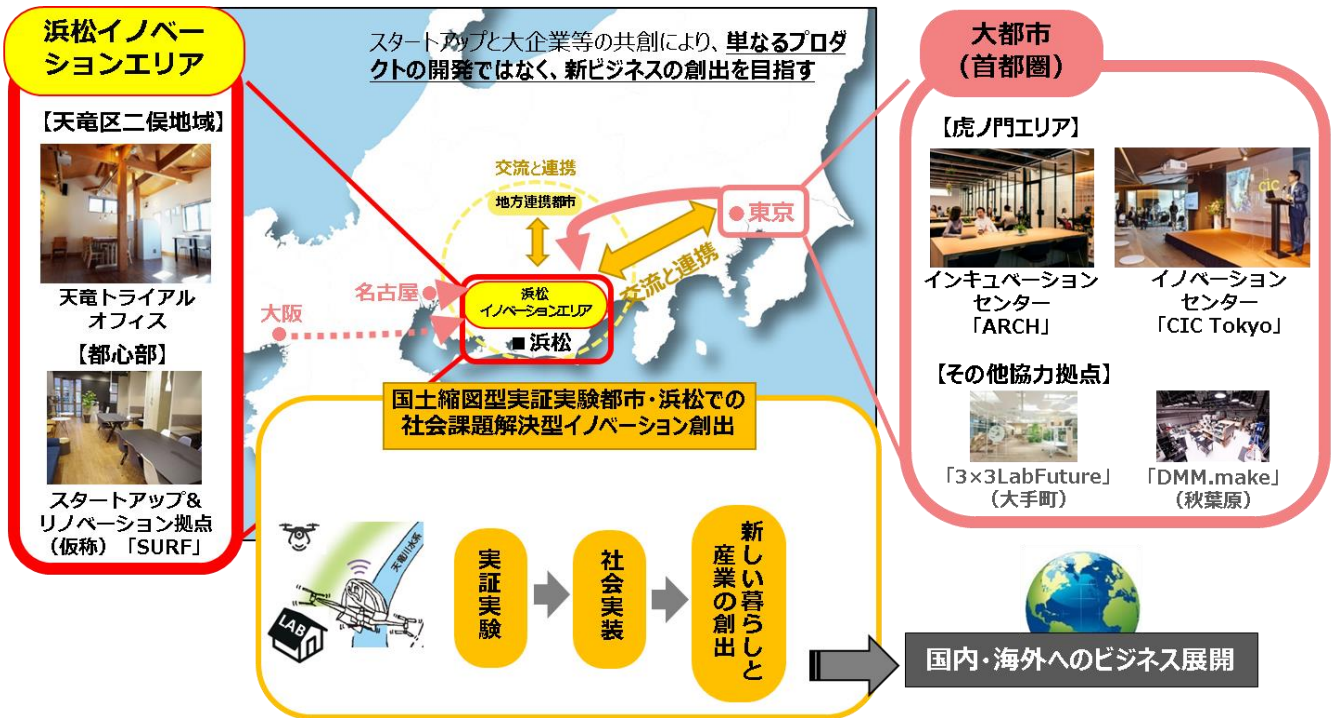 浜松イノベー
ションエリア
【天竜区二俣地域】
天竜トライアル
オフィス
【都心部】
スタートアップ&
リノベーション拠点
（仮称）「SURF」
スタートアップと大企業等の共創により、単なるプロダ
クトの開発ではなく、新ビジネスの創出を目指す
交流と連携
地方連携都市
東京
交流と連携
名古屋
大阪
浜松
イノベーションエリア
■浜松
大都市
（首都圏）
【虎ノ門エリア】
インキュベーション
センター
「ARCH」
CIC
イノベーション
センター
「CIC Tokyo」
【その他協力拠点】
「3×3LabFuture」
（大手町）
「DMM.make」
（秋葉原）
国土縮図型実証実験都市・浜松での
社会課題解決型イノベーション創出
天竜川水系
LAB
実証実験
社会実装
新しい暮らしと
産業の創出
国内・海外へのビジネス展開